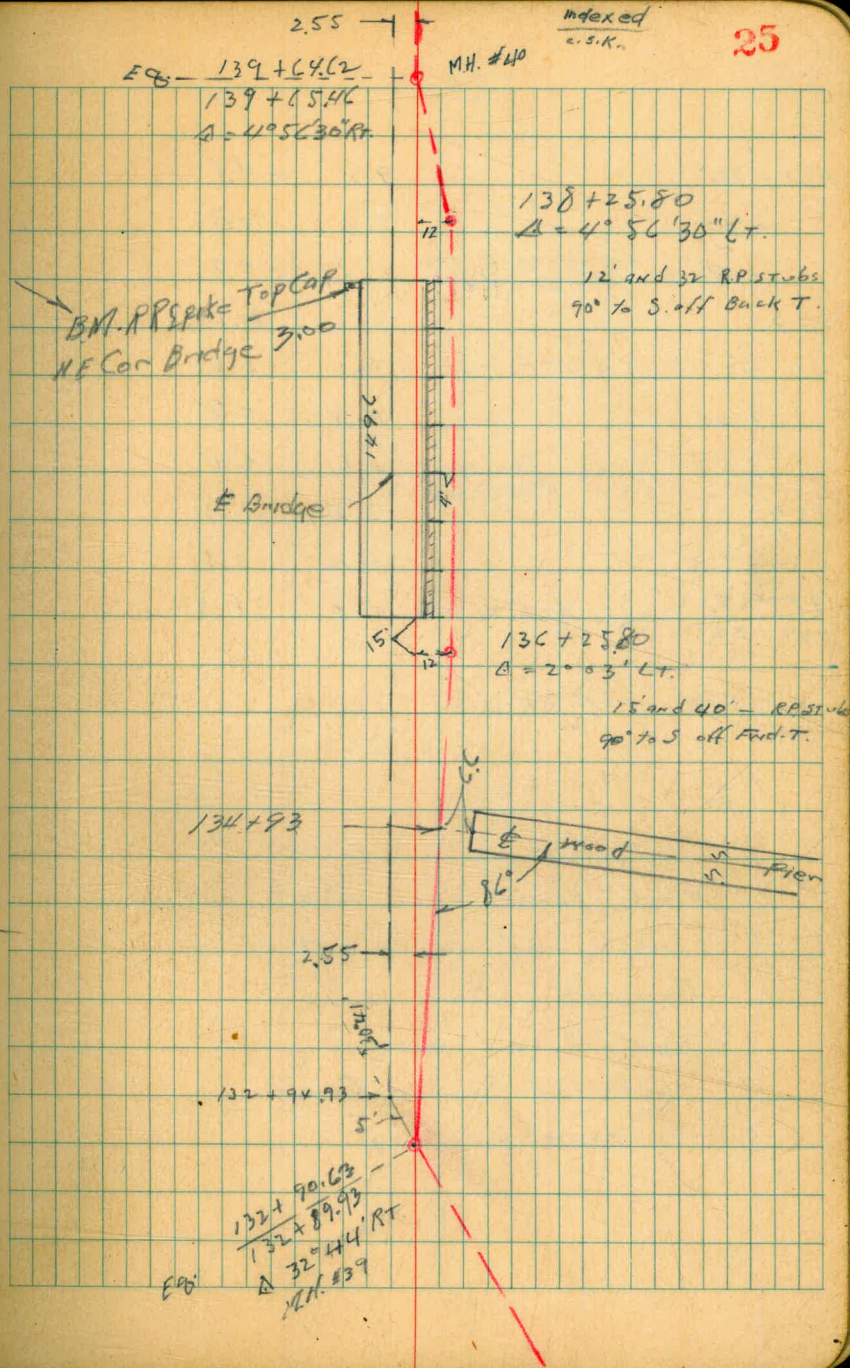 2.55
indexed
c.s.k.
25
Eq. 139+64.62
139+65.46
Δ = 4°56'30" Rt.
M.H. #40
138+25.80
Δ = 4° 56'30" Lt.
12
12' and 32 R.P. Stubs
90° to S. off Back T.
Top Cap
B.M. RR Spike
3.00
NE Cor Bridge
149.2
4'
℄ Bridge
15
12
136+25.80
Δ = 2°03' Lt.
15' and 40' - R.P. Stubs
90° to S off Fwd. T.
134+93
℄ Wood
Pier
5.5
86°
2.55
132+94.93
5'
132+90.63
132+89.93
Eq.
Δ 32°44' RT
M.H. #39